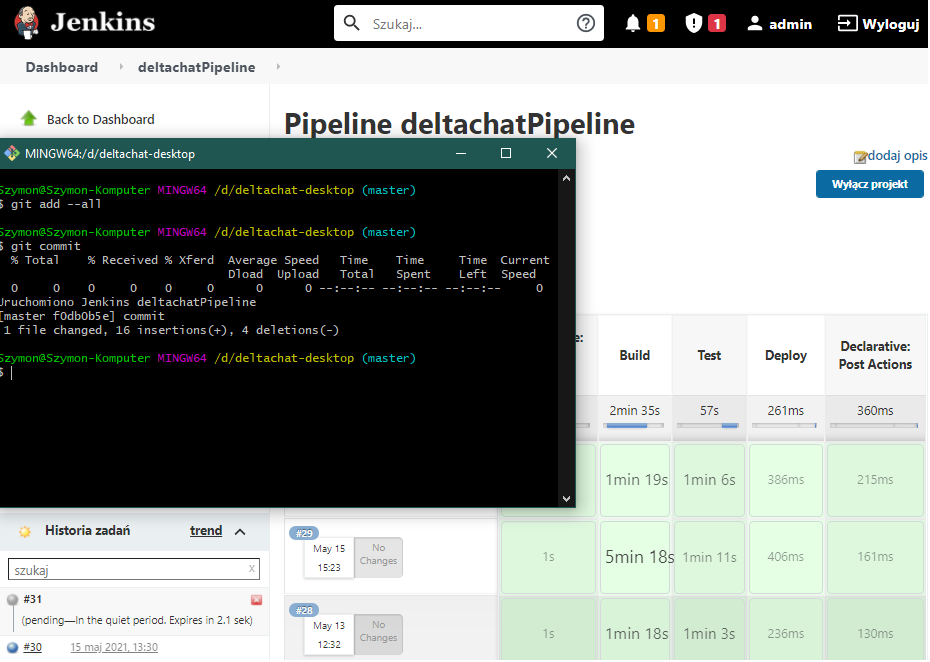 Jenkins
Szukaj...
1
1
admin
Wyloguj
Dashboard
deltachatPipeline
Back to Dashboard
Pipeline deltachatPipeline
dodaj opis
Wyłącz projekt
MINGW64:/d/deltachat-desktop
Szymon@Szymon-Komputer MINGW64 /d/deltachat-desktop (master)
$ git add --all
Szymon@Szymon-Komputer MINGW64 /d/deltachat-desktop (master)
$ git commit
% Total % Received % Xferd Average Speed Time Time Time Current
Dload Upload Total Spent Left Speed
0 0 0 0 0 0 0 0 --:--:-- --:--:-- --:--:-- 0
Uruchomiono Jenkins deltachatPipeline
[master f0db0b5e] commit
1 file changed, 16 insertions(+), 4 deletions(-)
Szymon@Szymon-Komputer MINGW64 /d/deltachat-desktop (master)
$
e:
Build
Test
Deploy
Declarative:
Post Actions
2min 35s
57s
261ms
360ms
1min 19s
1min 6s
386ms
215ms
#29
May 15
15:23
No
Changes
1s
5min 18s
1min 11s
406ms
161ms
#28
May 13
12:32
No
Changes
1s
1min 18s
1min 3s
236ms
130ms
Historia zadań
trend
szukaj
x
#31
(pending—In the quiet period. Expires in 2.1 sek)
#30
15 maj 2021, 13:30